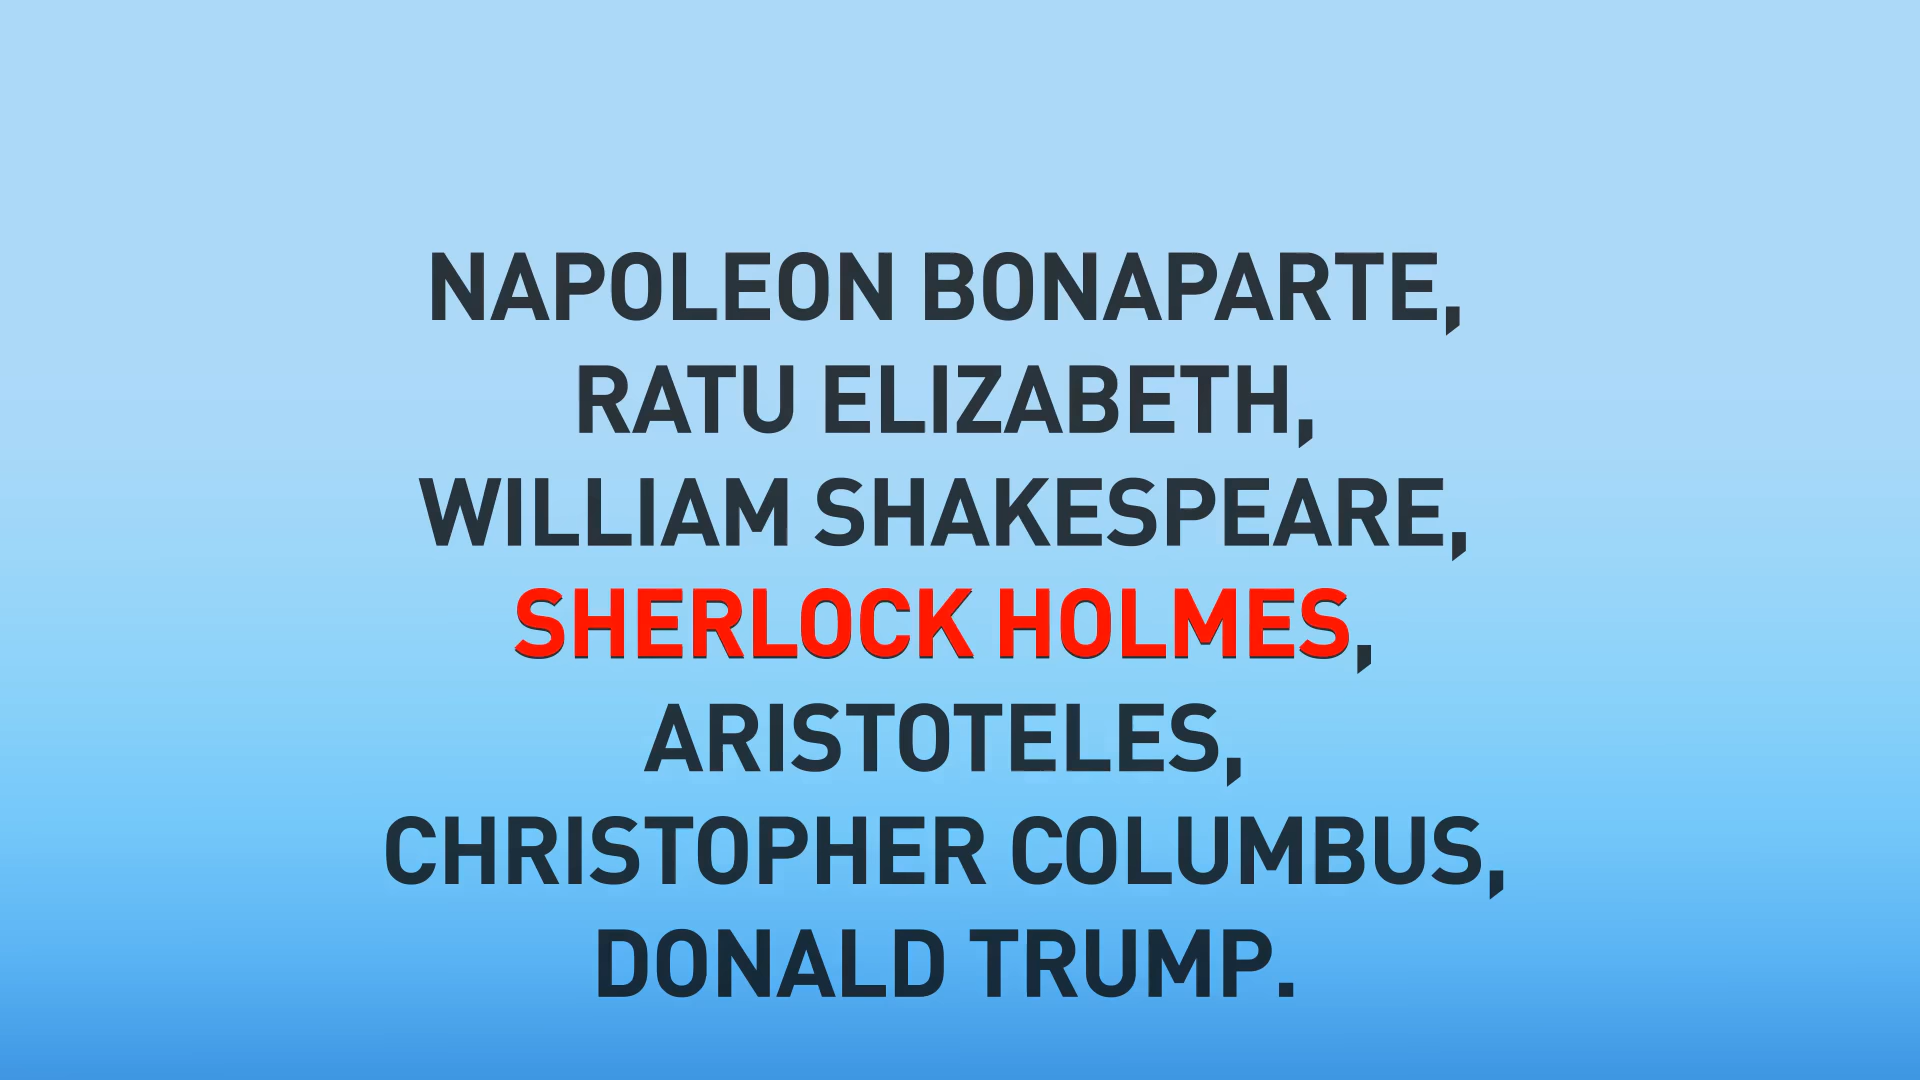 NAPOLEON BONAPARTE,
RATU ELIZABETH,
WILLIAM SHAKESPEARE,
SHERLOCK HOLMES,
ARISTOTELES,
CHRISTOPHER COLUMBUS,
DONALD TRUMP.